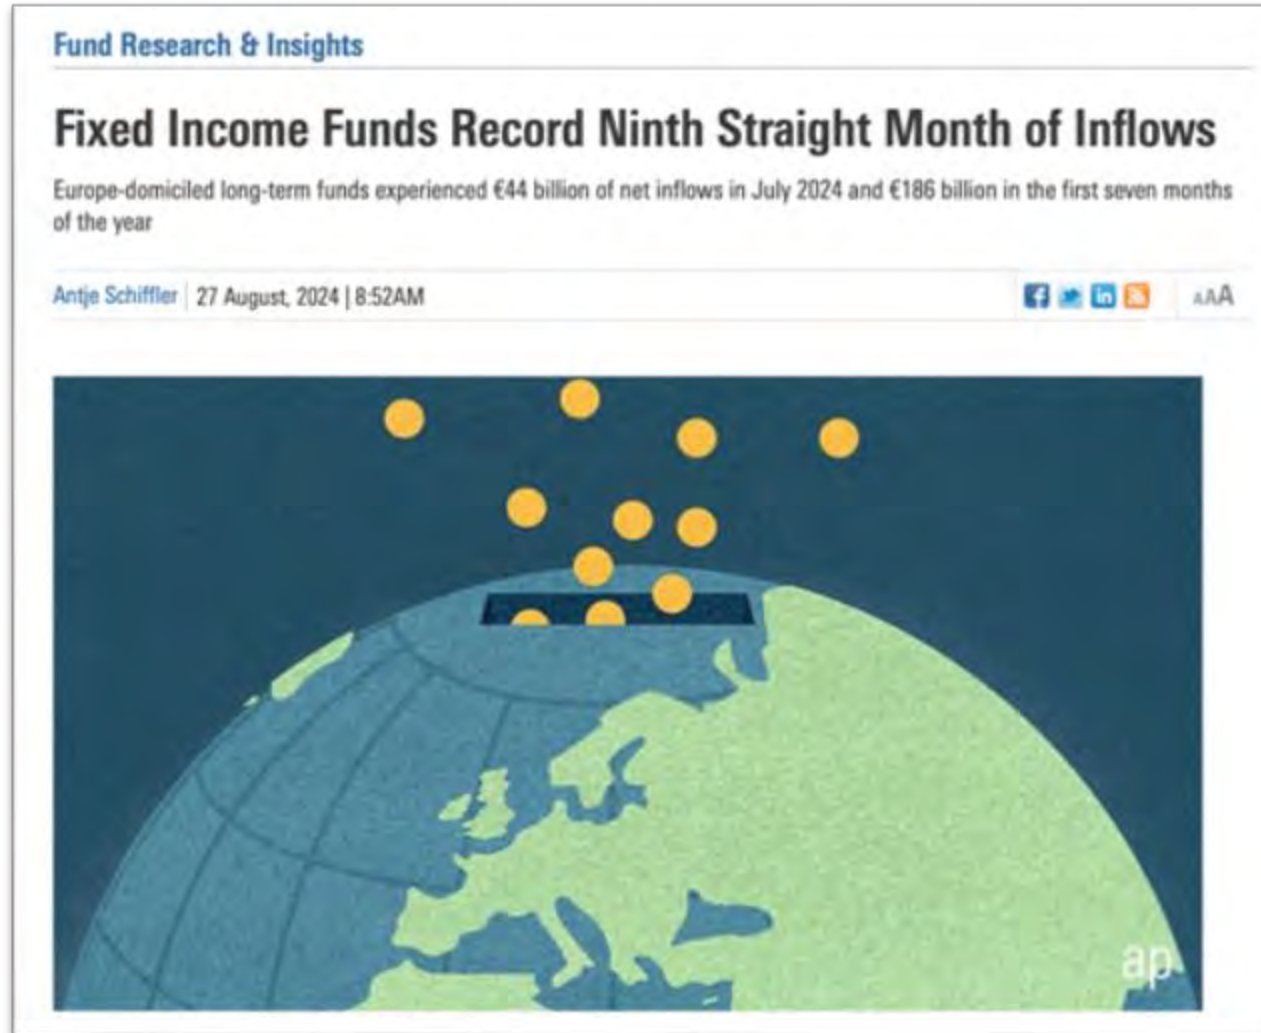 Fund Research & Insights
Fixed Income Funds Record Ninth Straight Month of Inflows
Europe-domiciled long-term funds experienced €44 billion of net inflows in July 2024 and €186 billion in the first seven months
of the year
Antje Schiffler | 27 August, 2024 | 8:52AM AAA
ap